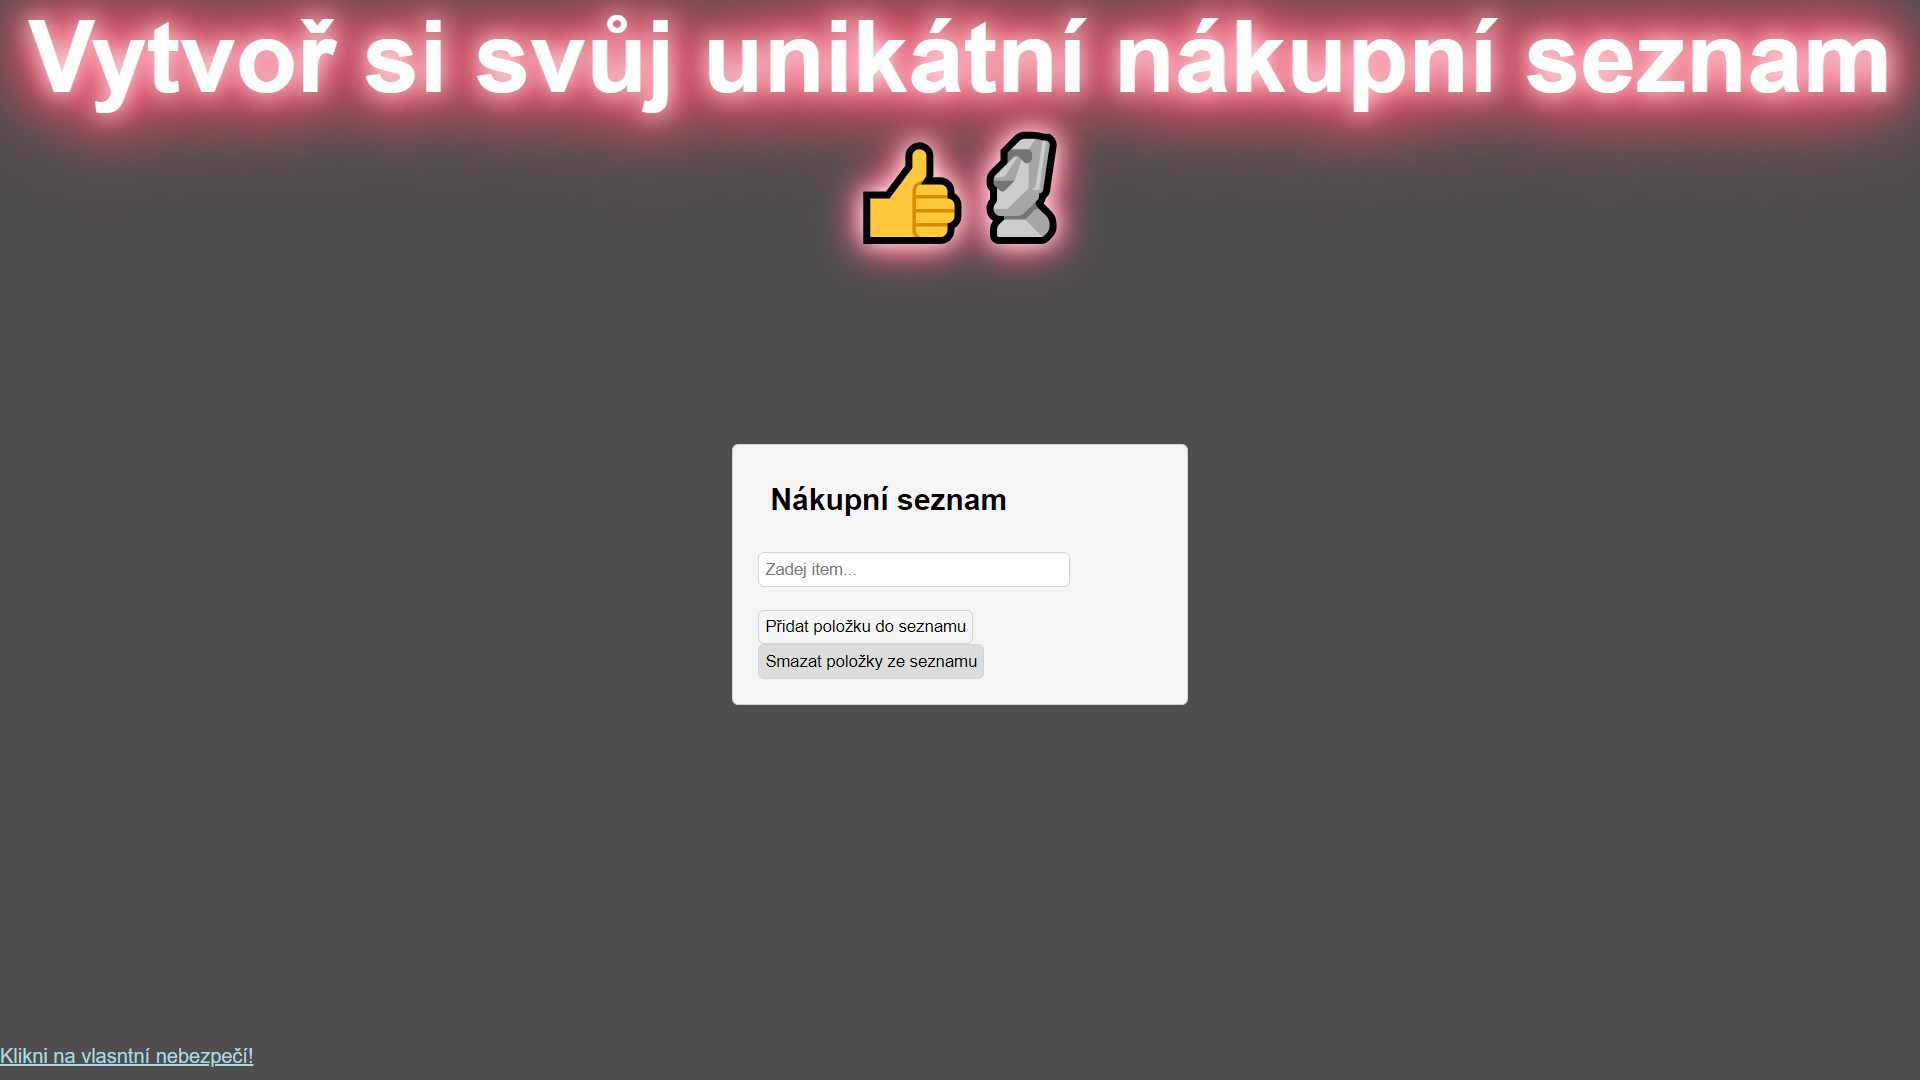 Vytvoř si svůj unikátní nákupní seznam
👍🗿
Nákupní seznam
Zadej item...
Přidat položku do seznamu
Smazat položky ze seznamu
Klikni na vlasntní nebezpečí!